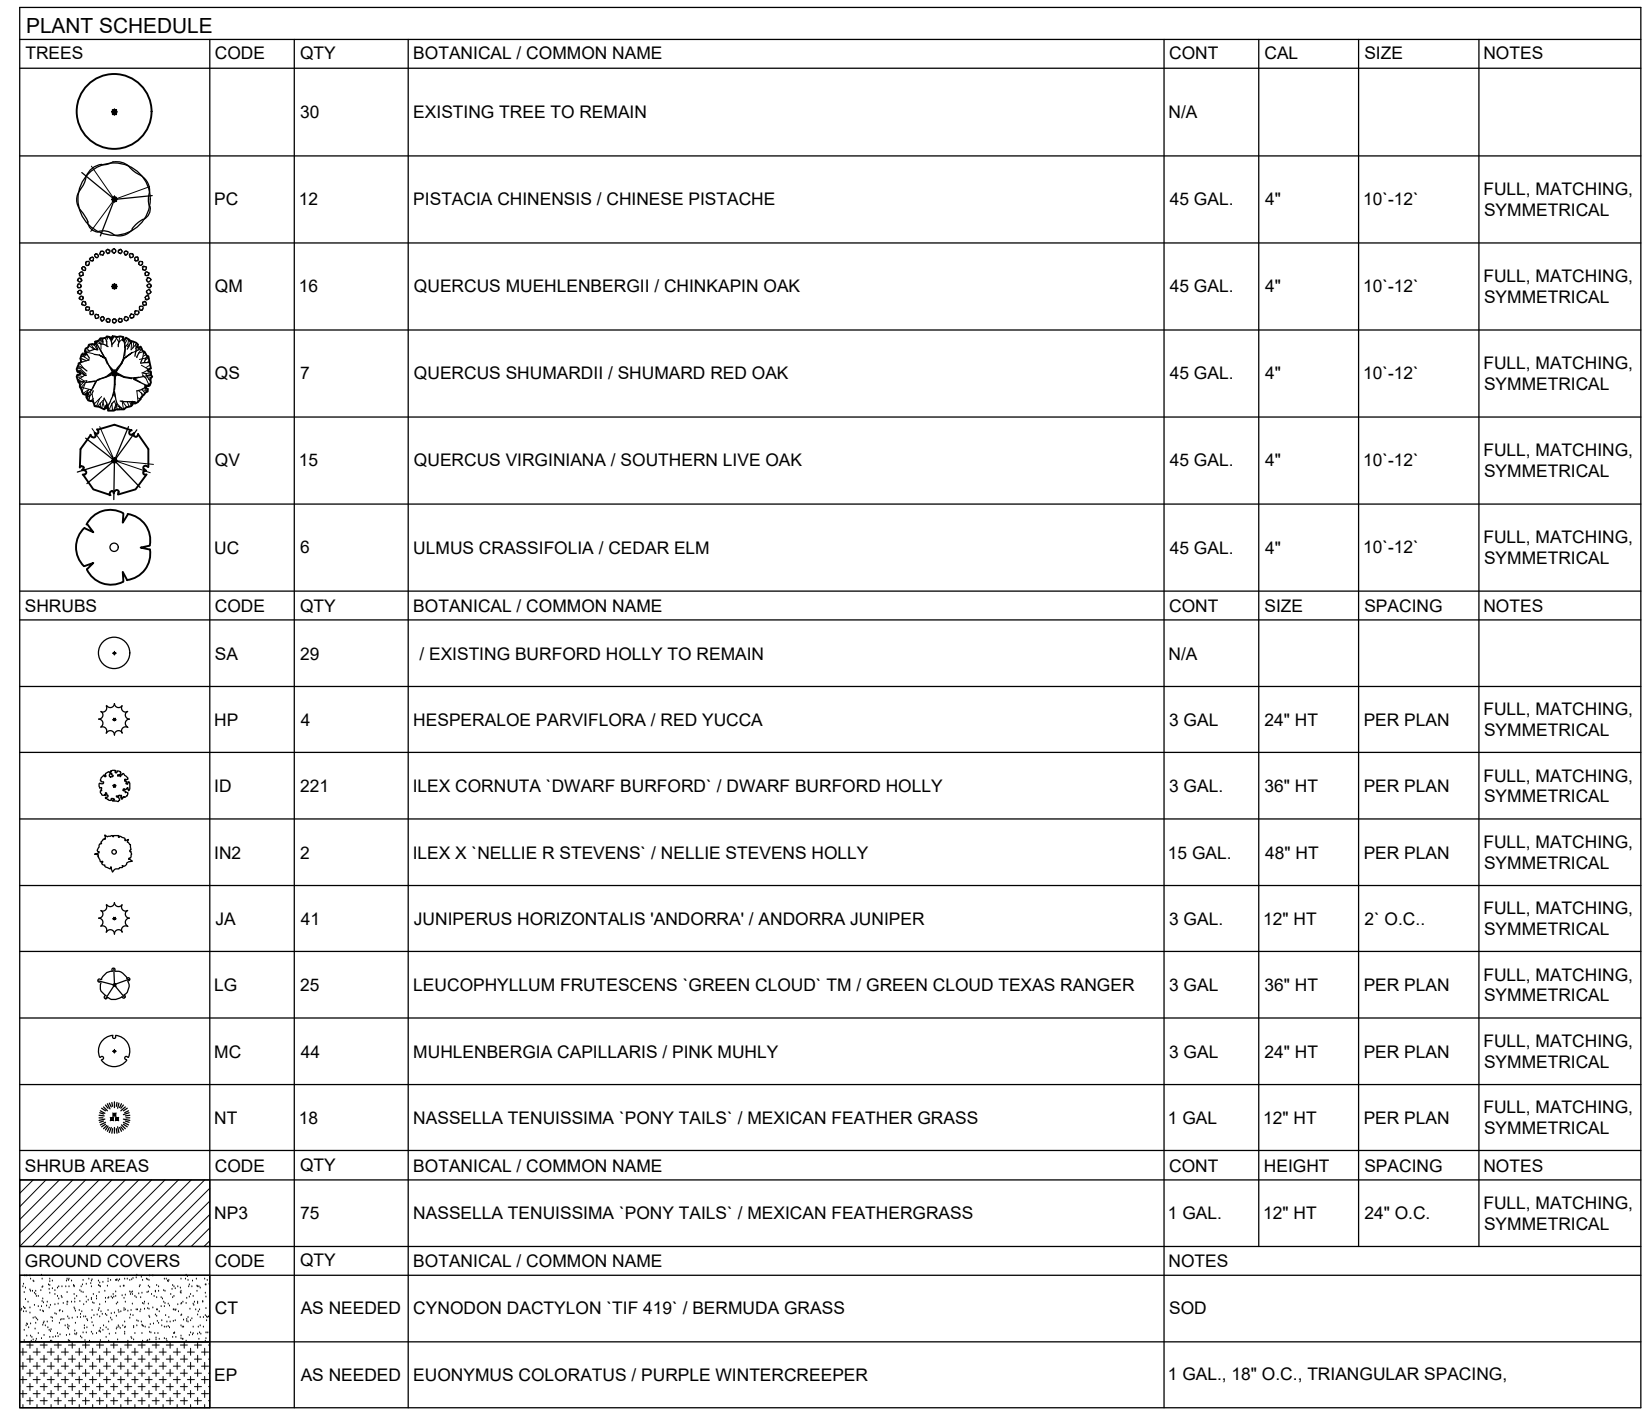 PLANT SCHEDULE
TREES CODE QTY BOTANICAL / COMMON NAME CONT CAL SIZE NOTES
30 EXISTING TREE TO REMAIN N/A
PC 12 PISTACIA CHINENSIS / CHINESE PISTACHE 45 GAL. 4" 10`-12` FULL, MATCHING,
SYMMETRICAL
QM 16 QUERCUS MUEHLENBERGII / CHINKAPIN OAK 45 GAL. 4" 10`-12` FULL, MATCHING,
SYMMETRICAL
QS 7 QUERCUS SHUMARDII / SHUMARD RED OAK 45 GAL. 4" 10`-12` FULL, MATCHING,
SYMMETRICAL
QV 15 QUERCUS VIRGINIANA / SOUTHERN LIVE OAK 45 GAL. 4" 10`-12` FULL, MATCHING,
SYMMETRICAL
UC 6 ULMUS CRASSIFOLIA / CEDAR ELM 45 GAL. 4" 10`-12` FULL, MATCHING,
SYMMETRICAL
SHRUBS CODE QTY BOTANICAL / COMMON NAME CONT SIZE SPACING NOTES
SA 29 / EXISTING BURFORD HOLLY TO REMAIN N/A
HP 4 HESPERALOE PARVIFLORA / RED YUCCA 3 GAL 24" HT PER PLAN FULL, MATCHING,
SYMMETRICAL
ID 221 ILEX CORNUTA `DWARF BURFORD` / DWARF BURFORD HOLLY 3 GAL. 36" HT PER PLAN FULL, MATCHING,
SYMMETRICAL
IN2 2 ILEX X `NELLIE R STEVENS` / NELLIE STEVENS HOLLY 15 GAL. 48" HT PER PLAN FULL, MATCHING,
SYMMETRICAL
JA 41 JUNIPERUS HORIZONTALIS 'ANDORRA' / ANDORRA JUNIPER 3 GAL. 12" HT 2` O.C.. FULL, MATCHING,
SYMMETRICAL
LG 25 LEUCOPHYLLUM FRUTESCENS `GREEN CLOUD` TM / GREEN CLOUD TEXAS RANGER 3 GAL 36" HT PER PLAN FULL, MATCHING,
SYMMETRICAL
MC 44 MUHLENBERGIA CAPILLARIS / PINK MUHLY 3 GAL 24" HT PER PLAN FULL, MATCHING,
SYMMETRICAL
NT 18 NASSELLA TENUISSIMA `PONY TAILS` / MEXICAN FEATHER GRASS 1 GAL 12" HT PER PLAN FULL, MATCHING,
SYMMETRICAL
SHRUB AREAS CODE QTY BOTANICAL / COMMON NAME CONT HEIGHT SPACING NOTES
NP3 75 NASSELLA TENUISSIMA `PONY TAILS` / MEXICAN FEATHERGRASS 1 GAL. 12" HT 24" O.C. FULL, MATCHING,
SYMMETRICAL
GROUND COVERS CODE QTY BOTANICAL / COMMON NAME NOTES
CT AS NEEDED CYNODON DACTYLON `TIF 419` / BERMUDA GRASS SOD
EP AS NEEDED EUONYMUS COLORATUS / PURPLE WINTERCREEPER 1 GAL., 18" O.C., TRIANGULAR SPACING,